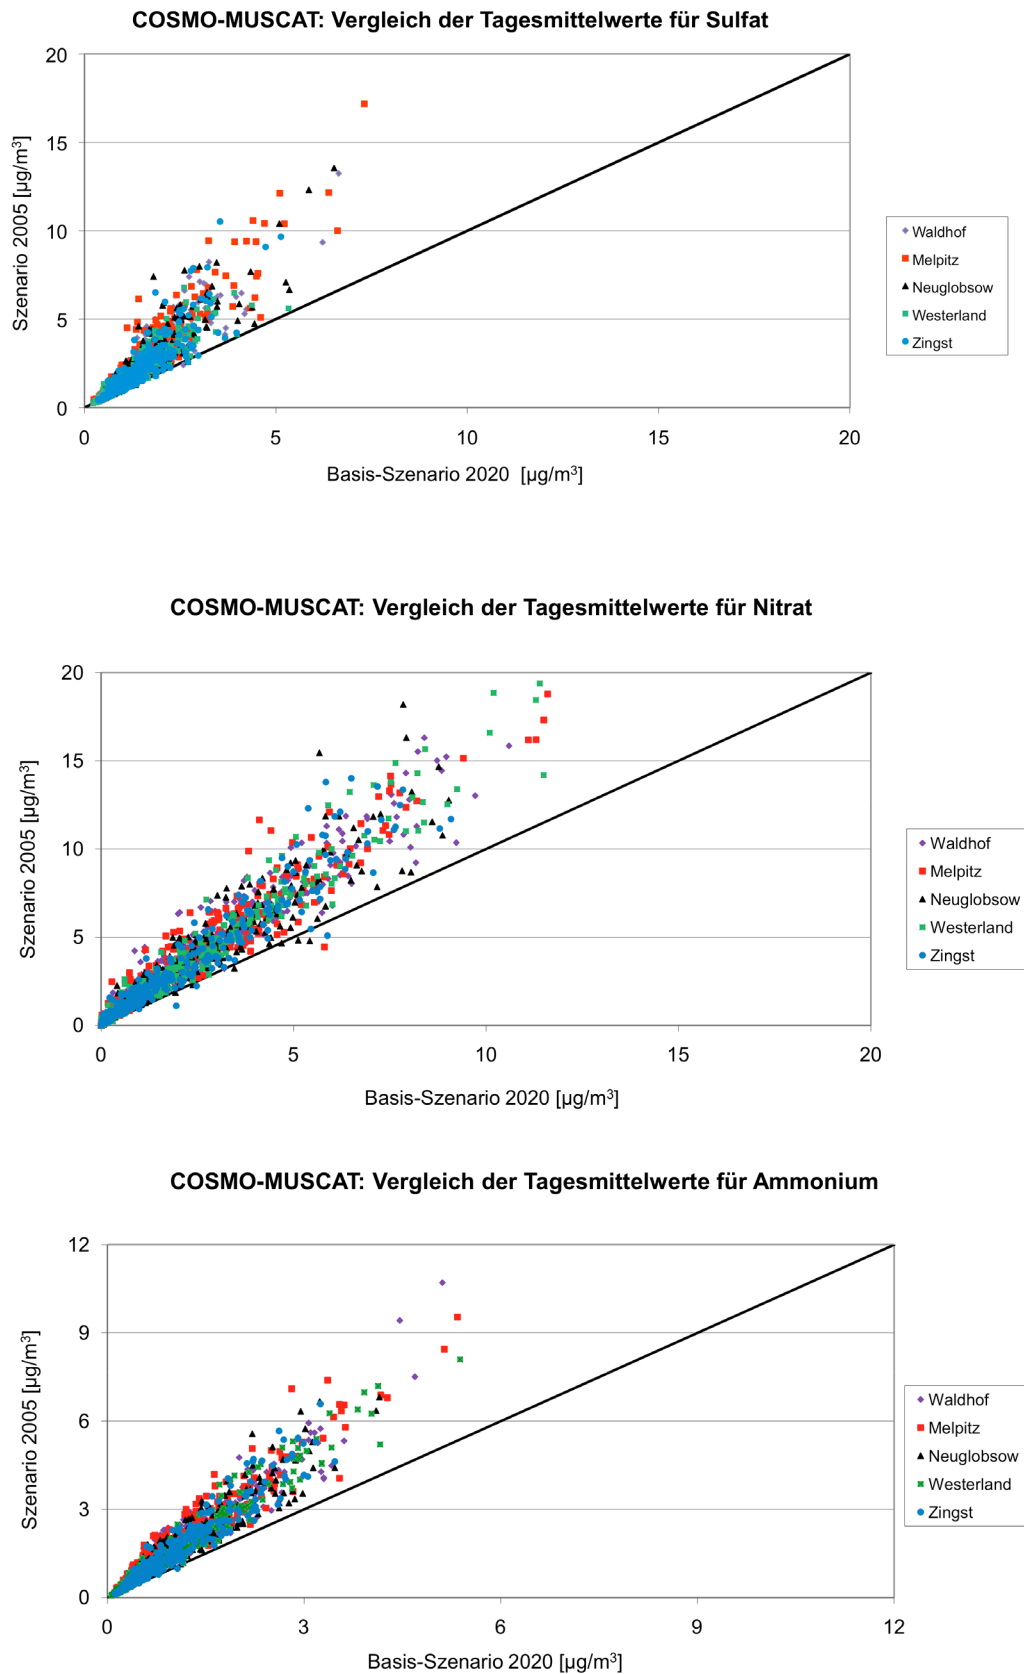 COSMO-MUSCAT: Vergleich der Tagesmittelwerte für Sulfat
20
15
10
5
0
Szenario 2005 [µg/m³]
0 5 10 15 20
Basis-Szenario 2020 [µg/m³]
Waldhof
Melpitz
Neuglobsow
Westerland
Zingst
COSMO-MUSCAT: Vergleich der Tagesmittelwerte für Nitrat
20
15
10
5
0
Szenario 2005 [µg/m³]
0 5 10 15 20
Basis-Szenario 2020 [µg/m³]
Waldhof
Melpitz
Neuglobsow
Westerland
Zingst
COSMO-MUSCAT: Vergleich der Tagesmittelwerte für Ammonium
12
9
6
3
0
Szenario 2005 [µg/m³]
0 3 6 9 12
Basis-Szenario 2020 [µg/m³]
Waldhof
Melpitz
Neuglobsow
Westerland
Zingst